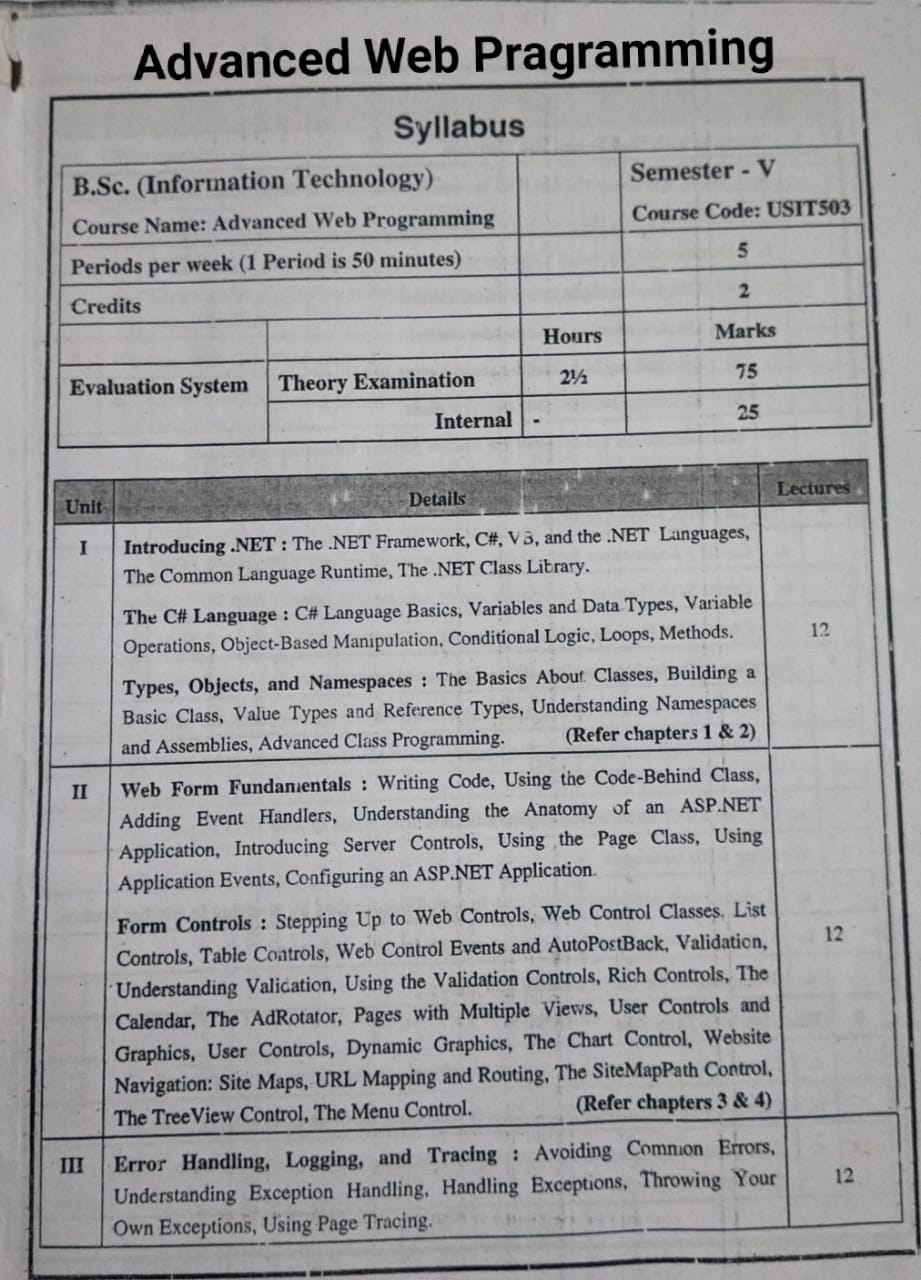 Advanced Web Pragramming
Syllabus
B.Sc. (Information Technology)
Semester - V
Course Name: Advanced Web Programming
Course Code: USIT503
Periods per week (1 Period is 50 minutes)
5
Credits
2
Hours
Marks
Evaluation System
Theory Examination
2½
75
Internal
-
25
Unit
Details
Lectures
I
Introducing .NET : The .NET Framework, C#, and the .NET Languages,
The Common Language Runtime, The .NET Class Library.
The C# Language : C# Language Basics, Variables and Data Types, Variable
Operations, Object-Based Manipulation, Conditional Logic, Loops, Methods.
12
Types, Objects, and Namespaces : The Basics About Classes, Building a
Basic Class, Value Types and Reference Types, Understanding Namespaces
and Assemblies, Advanced Class Programming. (Refer chapters 1 & 2)
II
Web Form Fundamentals : Writing Code, Using the Code-Behind Class,
Adding Event Handlers, Understanding the Anatomy of an ASP.NET
Application, Introducing Server Controls, Using the Page Class, Using
Application Events, Configuring an ASP.NET Application.
Form Controls : Stepping Up to Web Controls, Web Control Classes, List
Controls, Table Controls, Web Control Events and AutoPostBack, Validation,
12
Understanding Validation, Using the Validation Controls, Rich Controls, The
Calendar, The AdRotator, Pages with Multiple Views, User Controls and
Graphics, User Controls, Dynamic Graphics, The Chart Control, Website
Navigation: Site Maps, URL Mapping and Routing, The SiteMapPath Control,
The TreeView Control, The Menu Control. (Refer chapters 3 & 4)
III
Error Handling, Logging, and Tracing : Avoiding Common Errors,
Understanding Exception Handling, Handling Exceptions, Throwing Your
12
Own Exceptions, Using Page Tracing.